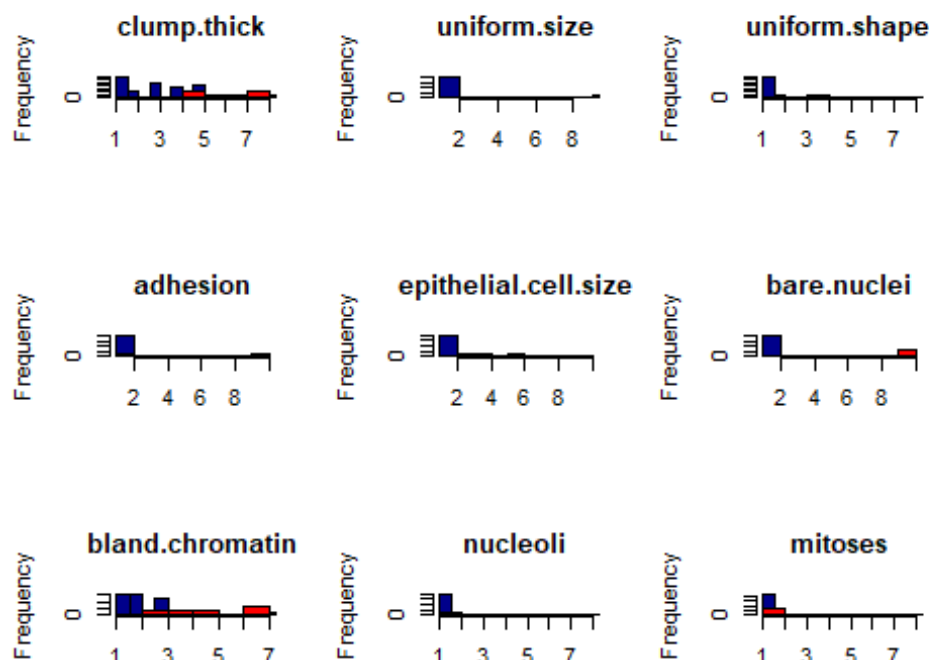 clump.thick uniform.size uniform.shape
Frequency 0 Frequency 0 Frequency 0
1 3 5 7 2 4 6 8 1 3 5 7
adhesion epithelial.cell.size bare.nuclei
Frequency 0 Frequency 0 Frequency 0
2 4 6 8 2 4 6 8 2 4 6 8
bland.chromatin nucleoli mitoses
Frequency 0 Frequency 0 Frequency 0
1 3 5 7 1 3 5 7 1 3 5 7